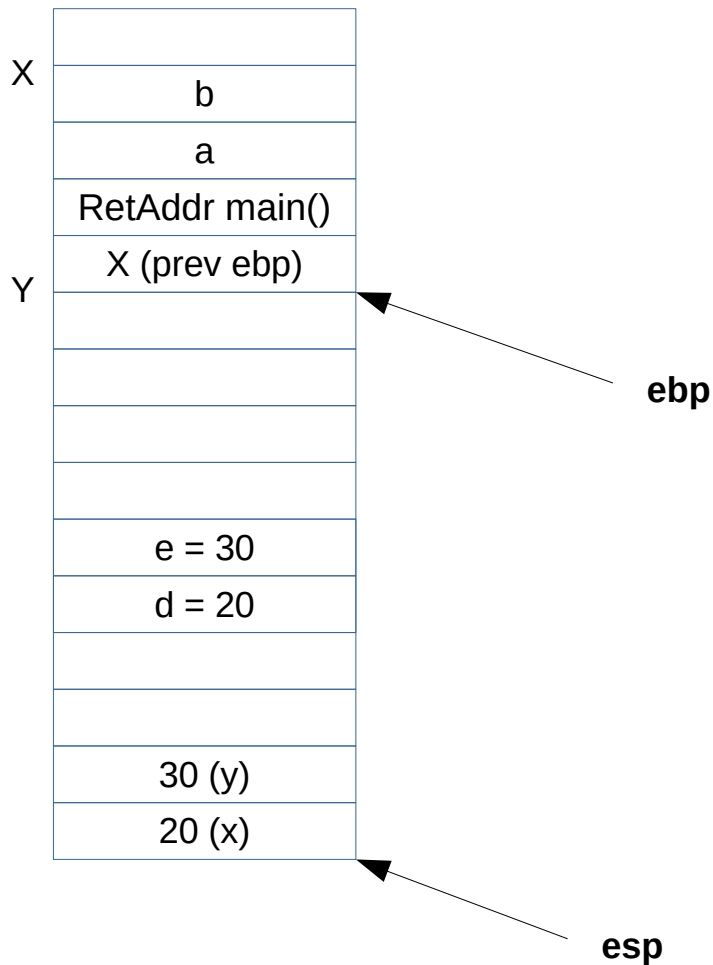 X
b
a
RetAddr main()
X (prev ebp)
Y
ebp
e = 30
d = 20
30 (y)
20 (x)
esp